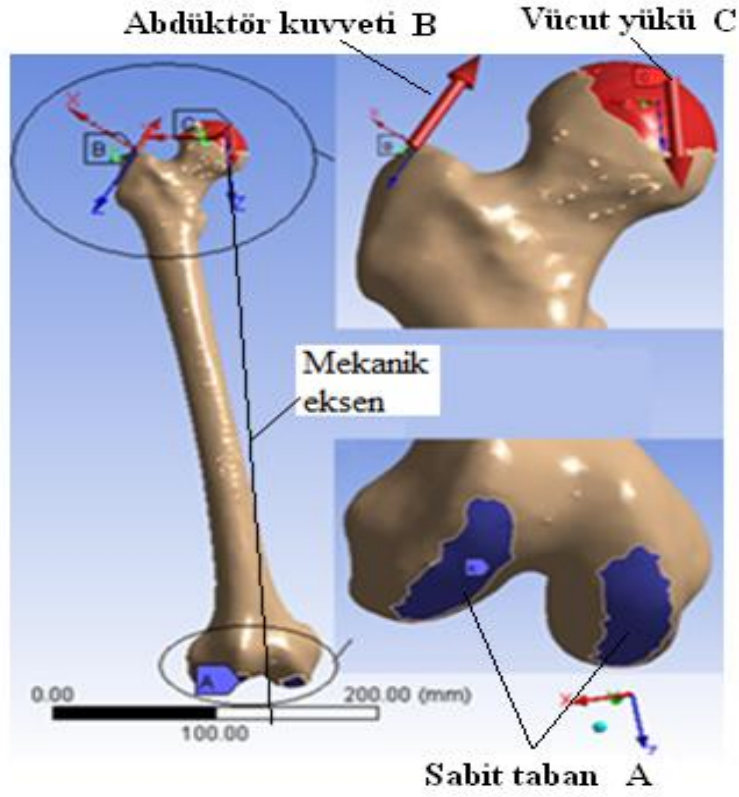 Abdüktör kuvveti B
Vücut yükü C
X
C
B
Z
Z
Mekanik
eksen
A
0.00
200.00 (mm)
100.00
X
Sabit taban A